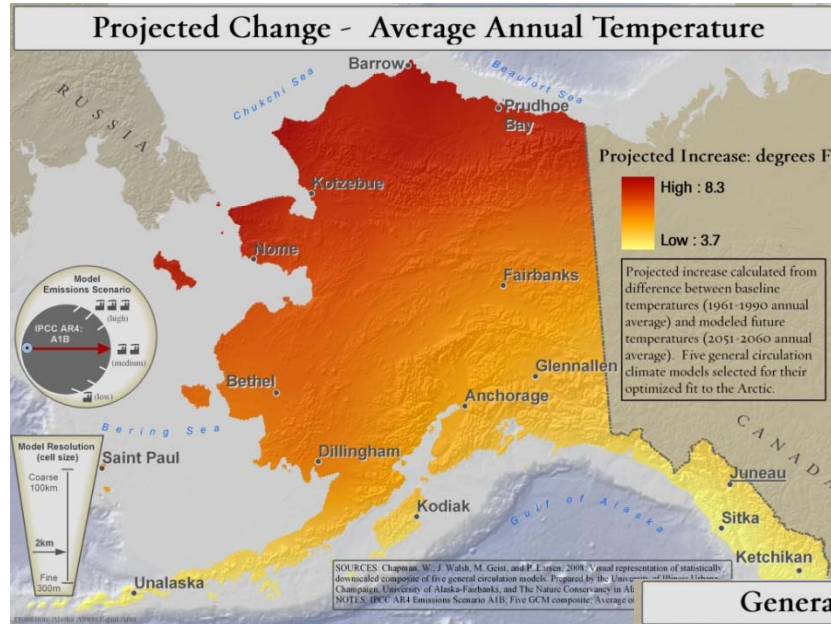 Projected Change - Average Annual Temperature
Barrow
Beaufort Sea
Chukchi Sea
RUSSIA
Prudhoe
Bay
Projected Increase: degrees F
High : 8.3
Low : 3.7
Kotzebue
Nome
Fairbanks
Model
Emissions Scenario
(high)
IPCC AR4:
A1B
(medium)
(low)
Projected increase calculated from
difference between baseline
temperatures (1961-1990 annual
average) and modeled future
temperatures (2051-2060 annual
average). Five general circulation
climate models selected for their
optimized fit to the Arctic.
Glennallen
Bethel
Anchorage
CANADA
Bering Sea
Model Resolution
(cell size)
Coarse
100km
2km
Fine
300m
Saint Paul
Dillingham
Juneau
Kodiak
Gulf of Alaska
Sitka
Ketchikan
Unalaska
SOURCES: Chapman, W., J. Walsh, M. Geist, and P. Larsen, 2008: Visual representation of statistically
downscaled composite of five general circulation models. Prepared by the University of Illinois Urbana
Champaign, University of Alaska-Fairbanks, and The Nature Conservancy in Al
NOTES: IPCC AR4 Emissions Scenario A1B; Five GCM composite; Average of
Genera